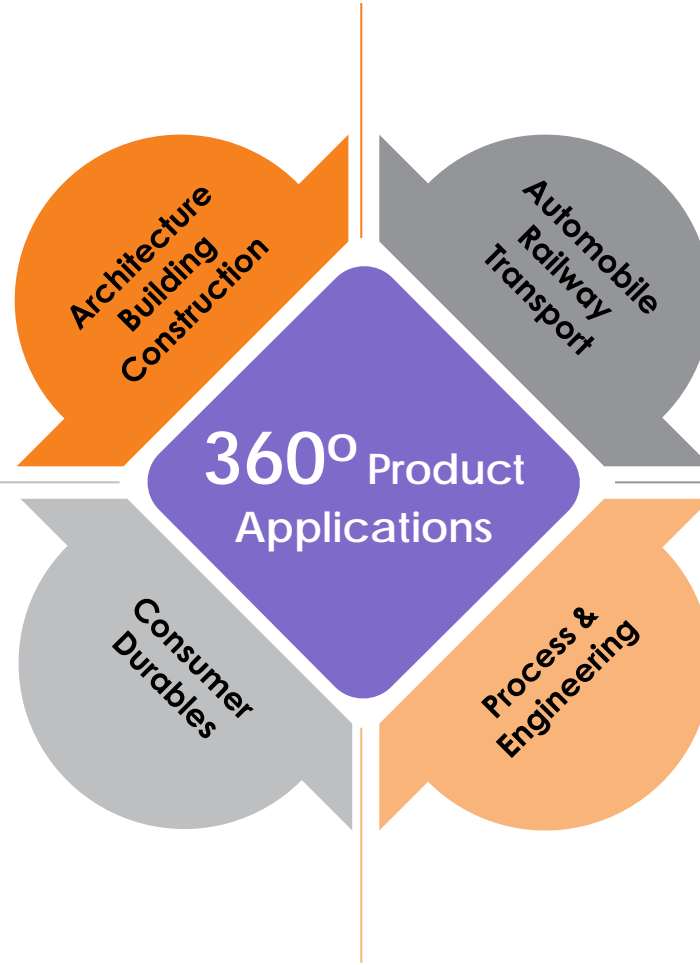 Architecture
Building
Construction
Automobile
Railway
Transport
360º Product
Applications
Consumer
Durables
Process &
Engineering